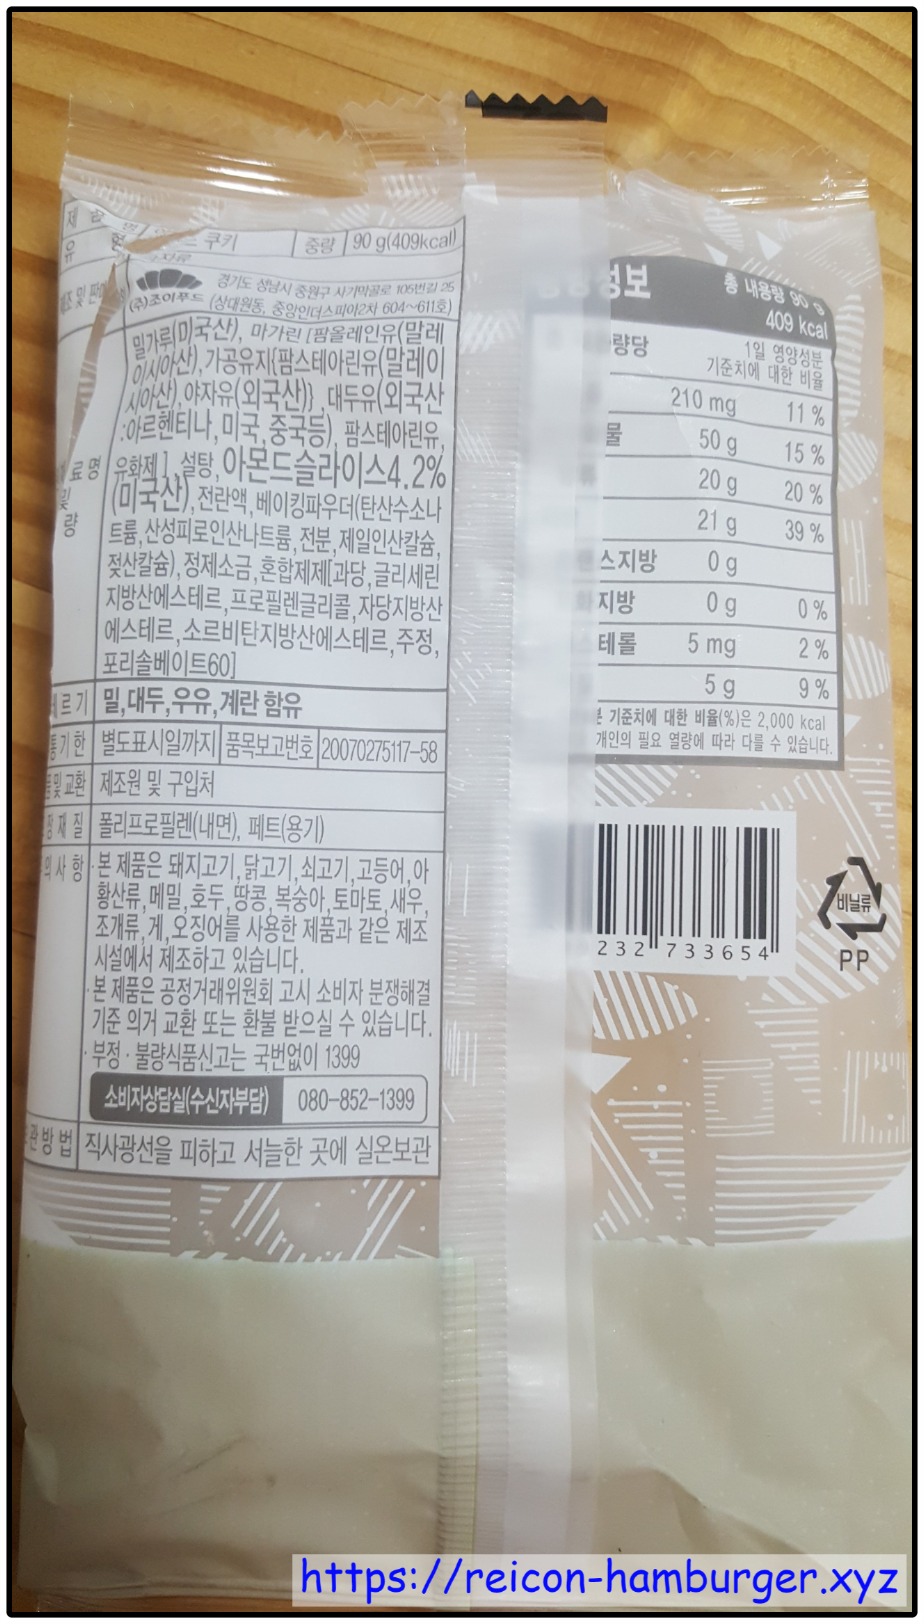 쿠키 중량 90 g(409kcal)
경기도 성남시 중원구 사기막골로 105번길 25
(주)조이푸드 (상대원동, 중앙인더스피아2차 604~611호)
밀가루(미국산), 마가린 [팜올레인유(말레
이시아산), 가공유지{팜스테아린유(말레이
시아산), 야자유(외국산)}, 대두유(외국산
:아르헨티나, 미국, 중국등), 팜스테아린유,
유화제], 설탕, 아몬드슬라이스4.2%
(미국산), 전란액, 베이킹파우더(탄산수소나
트륨, 산성피로인산나트륨, 전분, 제일인산칼슘,
젖산칼슘), 정제소금, 혼합제제[과당, 글리세린
지방산에스테르, 프로필렌글리콜, 자당지방산
에스테르, 소르비탄지방산에스테르, 주정,
포리솔베이트60]
밀, 대두, 우유, 계란 함유
별도표시일까지 품목보고번호 20070275117-58
및 교환 제조원 및 구입처
재 질 폴리프로필렌(내면), 페트(용기)
의 사 항 · 본 제품은 돼지고기, 닭고기, 쇠고기, 고등어, 아
황산류, 메밀, 호두, 땅콩, 복숭아, 토마토, 새우,
조개류, 게, 오징어를 사용한 제품과 같은 제조
시설에서 제조하고 있습니다.
· 본 제품은 공정거래위원회 고시 소비자 분쟁해결
기준 의거 교환 또는 환불 받으실 수 있습니다.
· 부정 · 불량식품신고는 국번없이 1399
소비자상담실(수신자부담) 080-852-1399
관 방 법 직사광선을 피하고 서늘한 곳에 실온보관
정보 총 내용량 90 g
409 kcal
량당 1일 영양성분
기준치에 대한 비율
210 mg 11 %
물 50 g 15 %
20 g 20 %
21 g 39 %
스지방 0 g
지방 0 g 0 %
테롤 5 mg 2 %
5 g 9 %
기준치에 대한 비율(%)은 2,000 kcal
개인의 필요 열량에 따라 다를 수 있습니다.
232 733654
비닐류
PP
https://reicon-hamburger.xyz